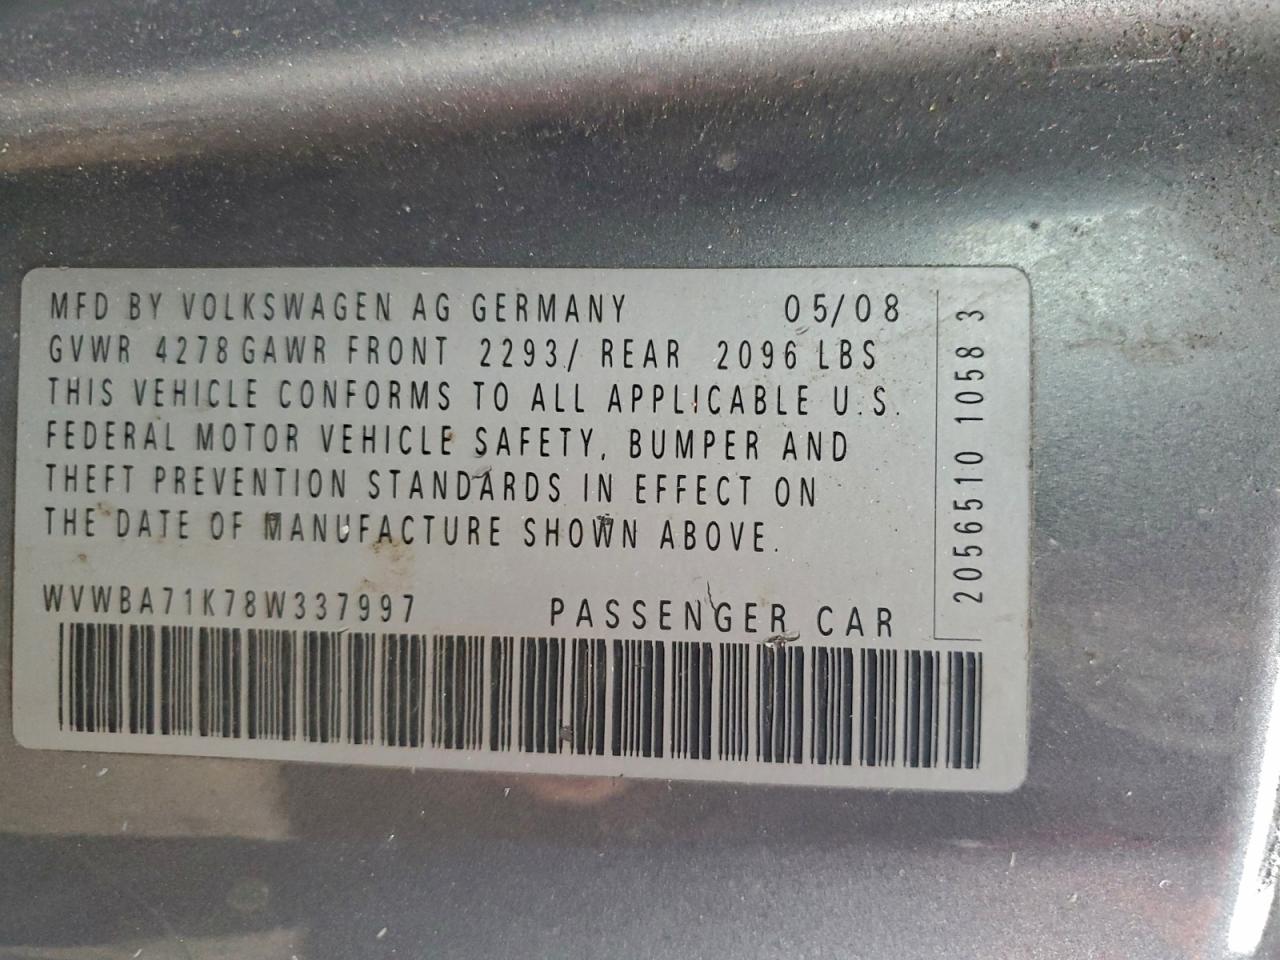 MFD BY VOLKSWAGEN AG GERMANY 05/08
GVWR 4278 GAWR FRONT 2293/ REAR 2096 LBS
THIS VEHICLE CONFORMS TO ALL APPLICABLE U.S.
FEDERAL MOTOR VEHICLE SAFETY, BUMPER AND
THEFT PREVENTION STANDARDS IN EFFECT ON
THE DATE OF MANUFACTURE SHOWN ABOVE.
WVWBA71K78W337997 PASSENGER CAR
2056510 1058 3